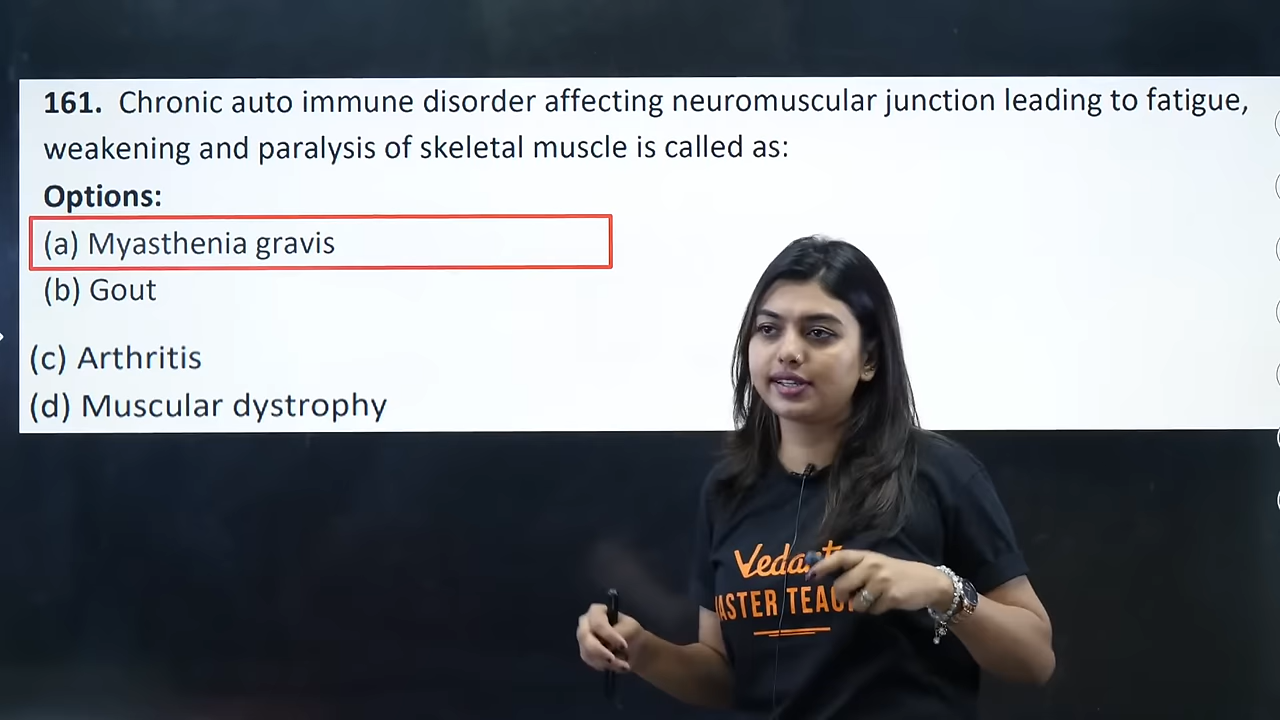 161. Chronic auto immune disorder affecting neuromuscular junction leading to fatigue,
weakening and paralysis of skeletal muscle is called as:
Options:
(a) Myasthenia gravis
(b) Gout
(c) Arthritis
(d) Muscular dystrophy